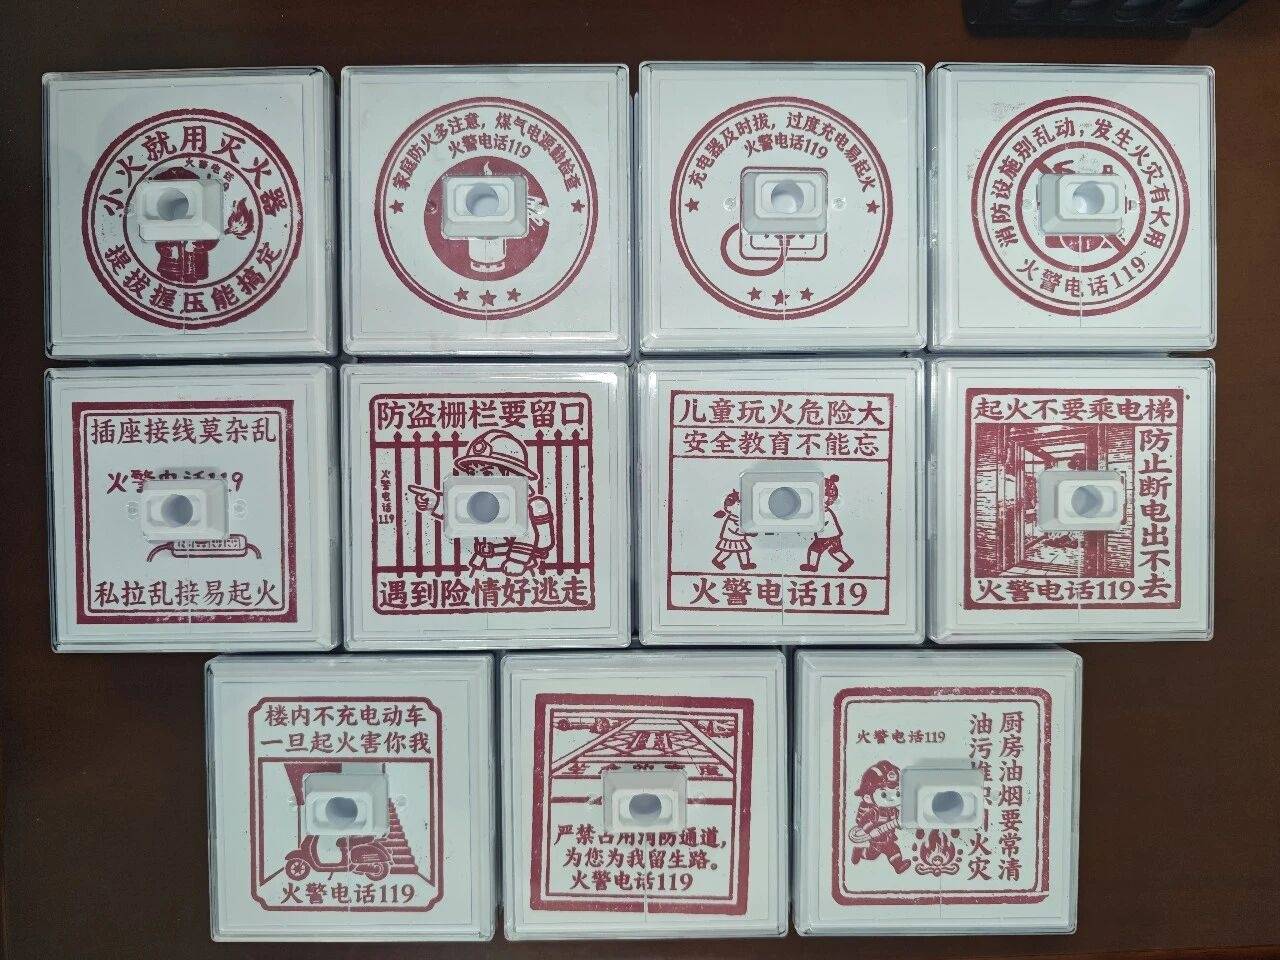 小火就用灭火器
火警电话
提拔握压能搞定
家庭防火多注意，煤气电源勤检查
火警电话119
充电器及时拔，过度充电易起火
火警电话119
消防设施别乱动，发生火灾有大用
火警电话119
插座接线莫杂乱
火警电话119
私拉乱接易起火
防盗栅栏要留口
火警电话119
遇到险情好逃走
儿童玩火危险大
安全教育不能忘
火警电话119
起火不要乘电梯
防止断电出不去
火警电话119
楼内不充电动车
一旦起火害你我
火警电话119
严禁占用消防通道，
为您为我留生路。
火警电话119
厨房油烟要常清
油污堆积引火灾
火警电话119